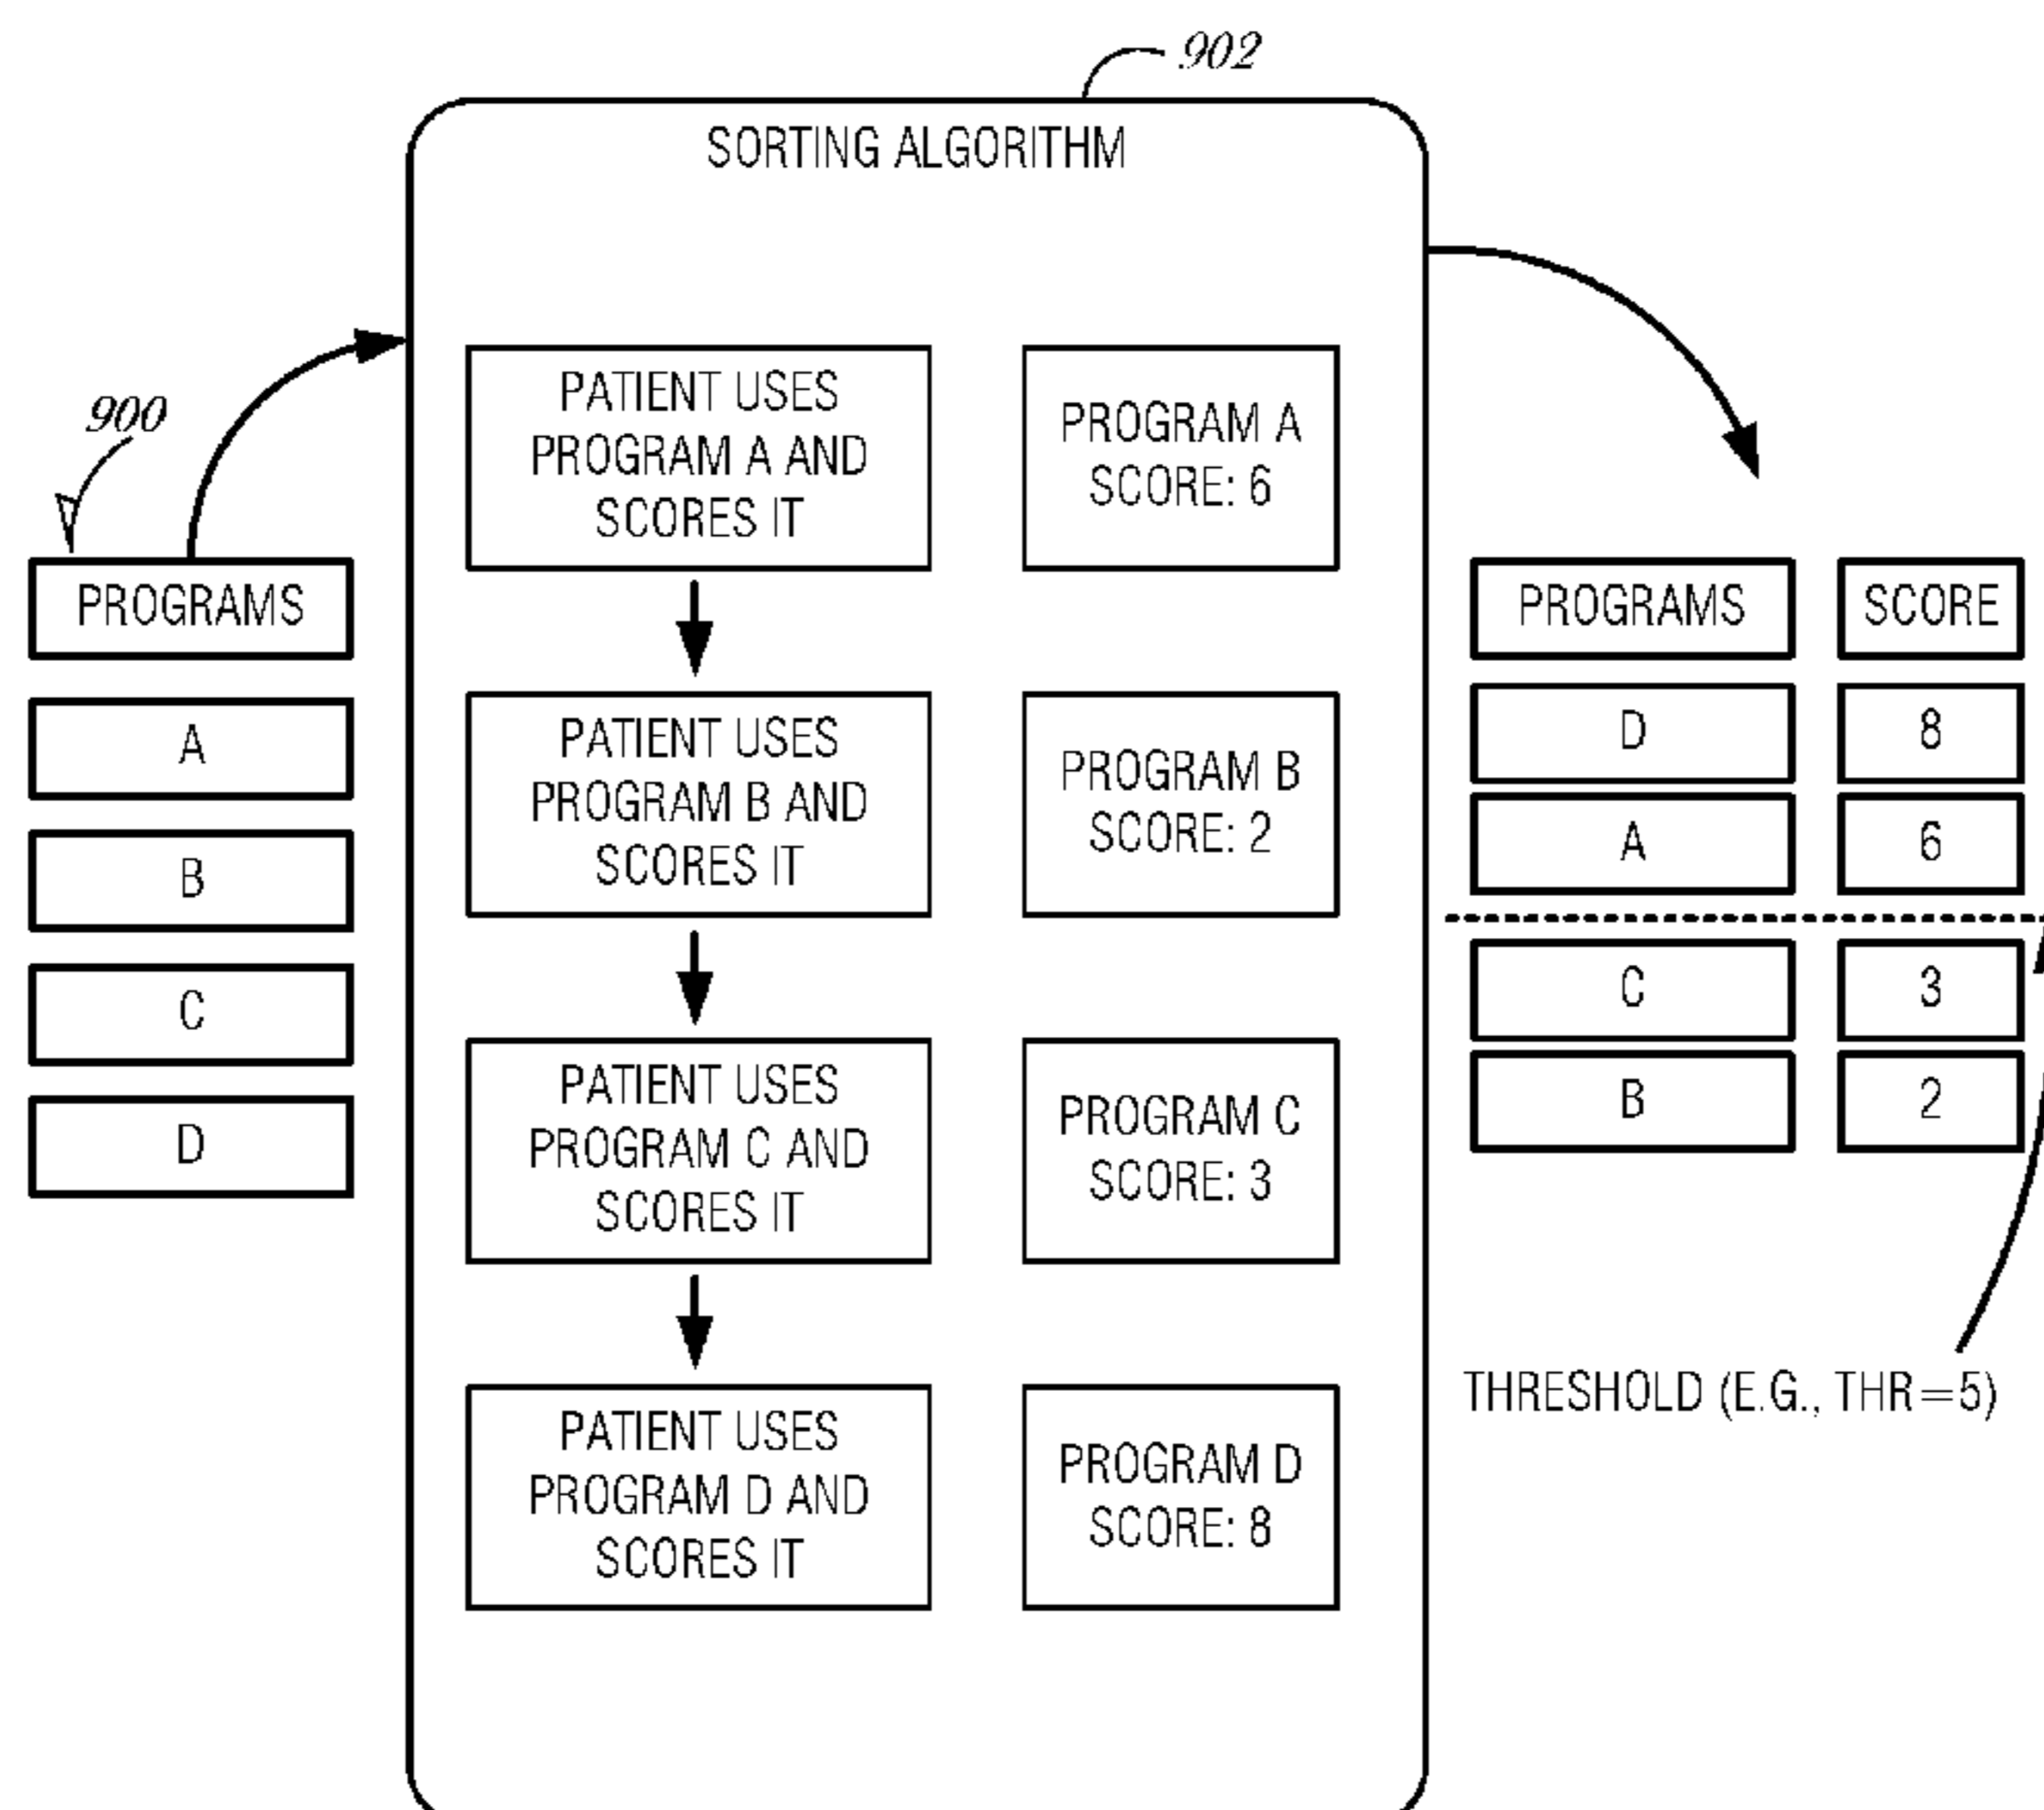 902
SORTING ALGORITHM
900
PROGRAMS
A
B
C
D
PATIENT USES
PROGRAM A AND
SCORES IT
PROGRAM A
SCORE: 6
PATIENT USES
PROGRAM B AND
SCORES IT
PROGRAM B
SCORE: 2
PATIENT USES
PROGRAM C AND
SCORES IT
PROGRAM C
SCORE: 3
PATIENT USES
PROGRAM D AND
SCORES IT
PROGRAM D
SCORE: 8
PROGRAMS SCORE
D 8
A 6
C 3
B 2
THRESHOLD (E.G., THR=5)